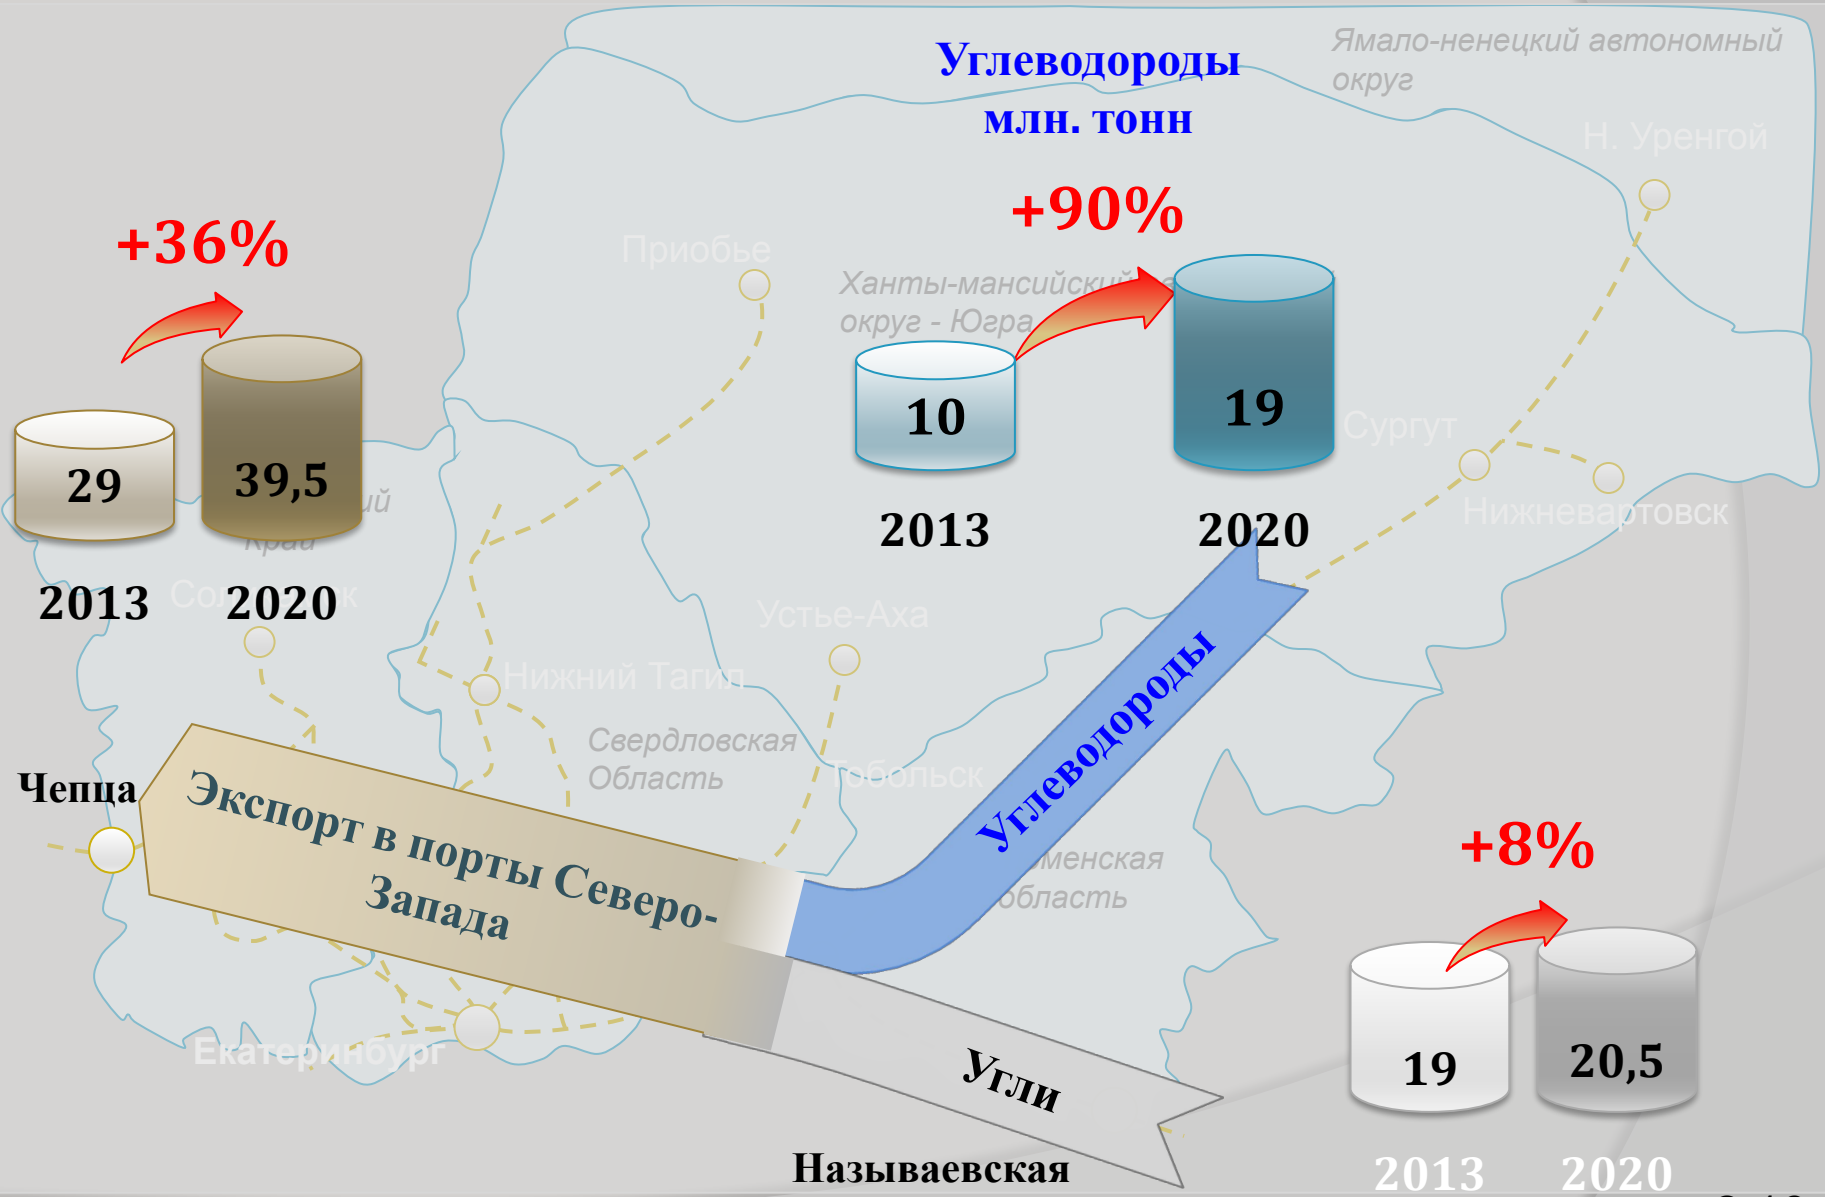 Углеводороды
млн. тонн
Ямало-ненецкий автономный
округ
Н. Уренгой
+90%
+36%
Приобье
Ханты-мансийский
округ - Югра
10
19
Сургут
29
39,5
Край
2013
2020
Нижневартовск
2013
2020
Устье-Аха
Нижний Тагил
Свердловская
Область
Тобольск
Углеводороды
Чепца
Экспорт в порты Северо-
Запада
+8%
область
Екатеринбург
Угли
19
20,5
Называевская
2013
2020